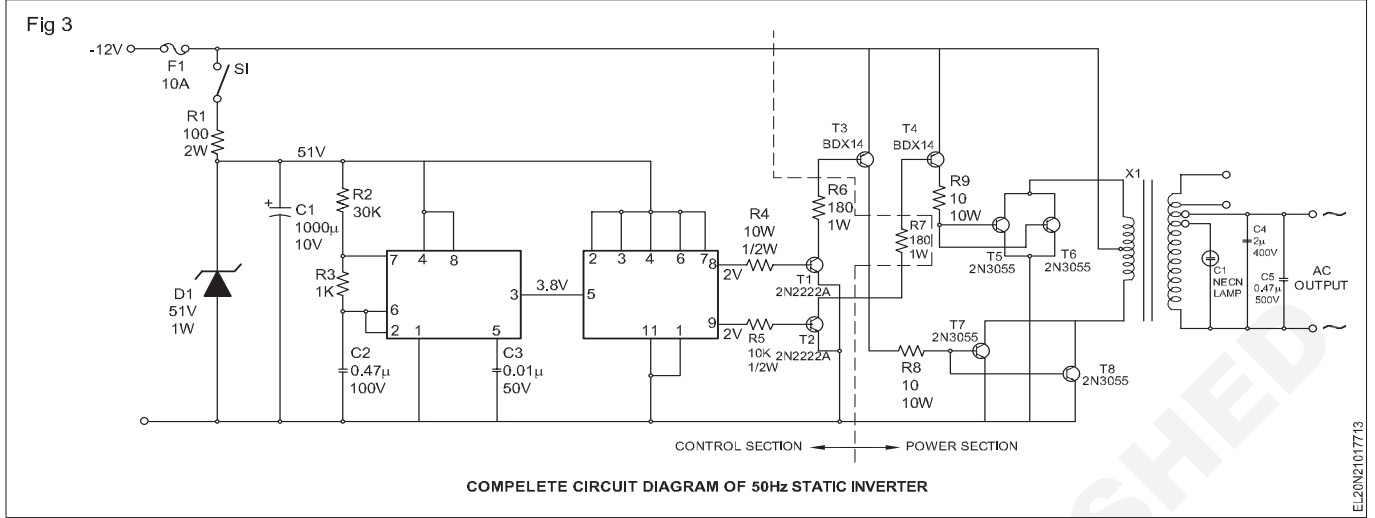 Fig 3
-12V
F1
10A
SI
R1
100
2W
51V
R2
30K
C1
1000µ
10V
R3
1K
D1
51V
1W
C2
0.47µ
100V
7
4
8
6
2
1
5
3
3.8V
C3
0.01µ
50V
2
3
4
6
7
5
8
9
11
1
2V
2V
R4
10W
1/2W
R5
10K
1/2W
T1
2N2222A
T2
2N2222A
T3
BDX14
T4
BDX14
R6
180
1W
R7
180
1W
R9
10
10W
T5
2N3055
T6
2N3055
T7
2N3055
T8
2N3055
R8
10
10W
X1
C1
NECN
LAMP
C4
2µ
400V
C5
0.47µ
500V
AC
OUTPUT
CONTROL SECTION
POWER SECTION
COMPELETE CIRCUIT DIAGRAM OF 50Hz STATIC INVERTER
EL20N21017713
SHED